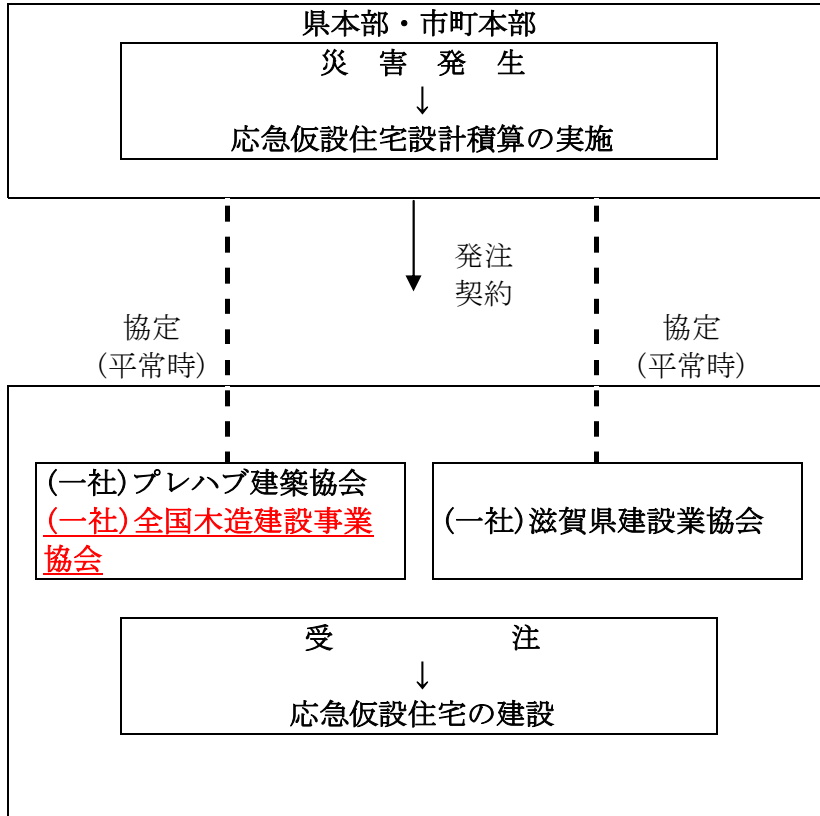 県本部・市町本部
災　害　発　生
↓
応急仮設住宅設計積算の実施
発注
契約
協定
(平常時)
協定
(平常時)
(一社)プレハブ建築協会
(一社)全国木造建設事業
協会
(一社)滋賀県建設業協会
受　　　　　　注
↓
応急仮設住宅の建設